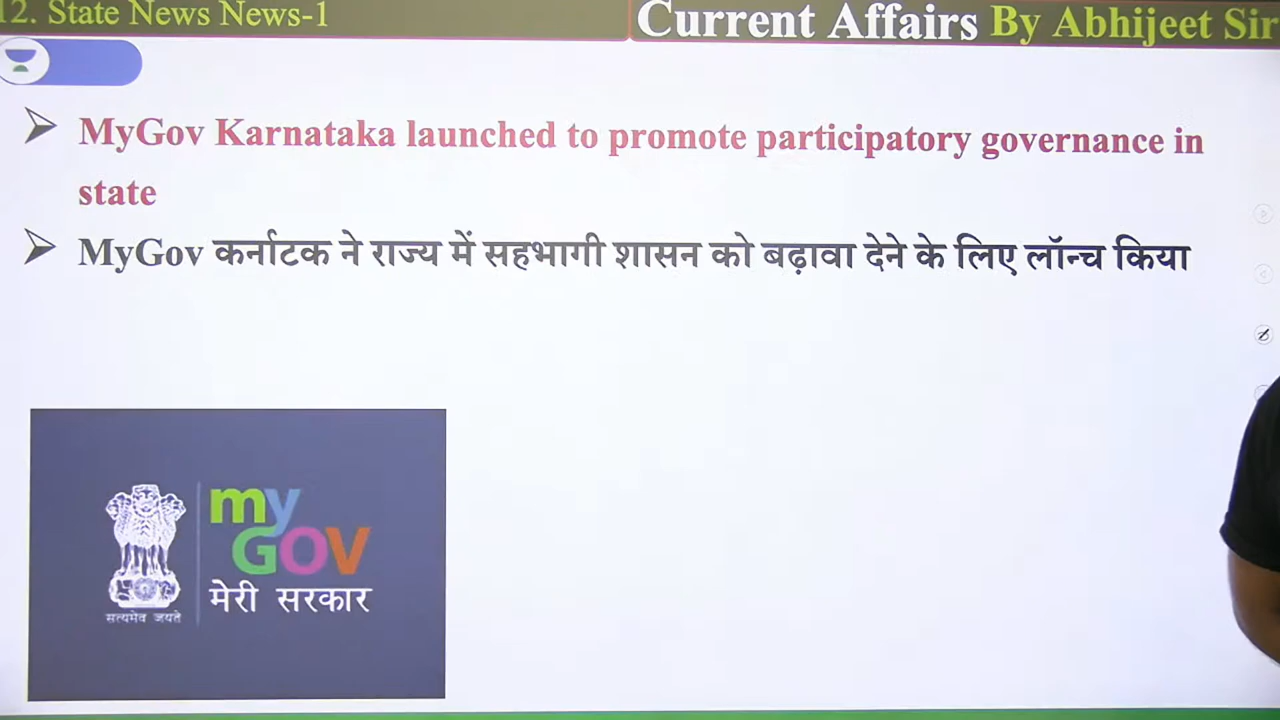 12. State News News-1
Current Affairs By Abhijeet Sir
MyGov Karnataka launched to promote participatory governance in
state
MyGov कर्नाटक ने राज्य में सहभागी शासन को बढ़ावा देने के लिए लॉन्च किया
my
GOV
मेरी सरकार
सत्यमेव जयते